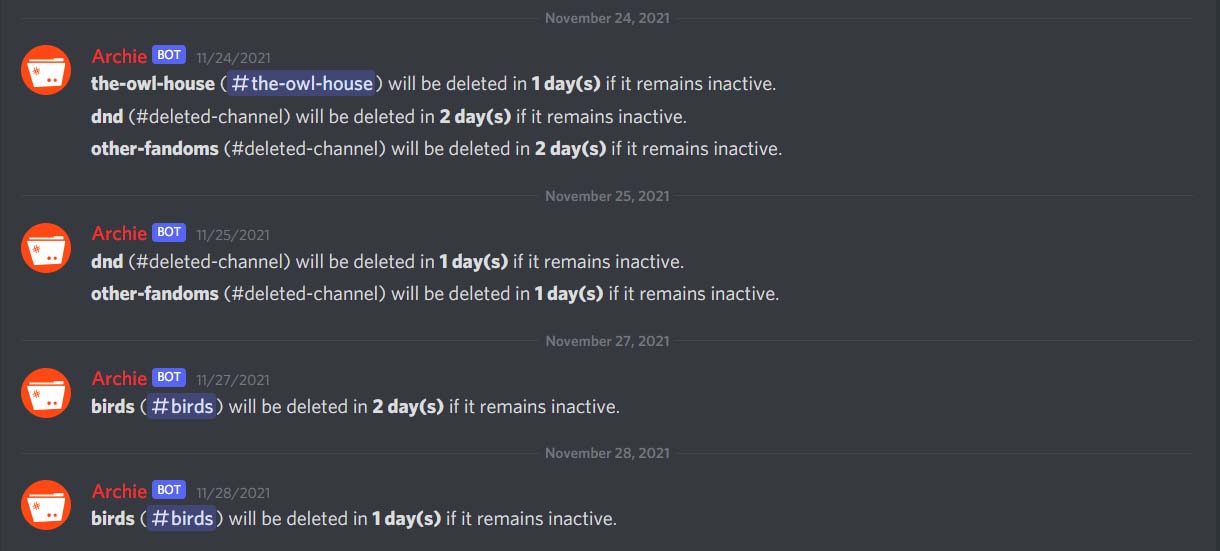 November 24, 2021
Archie BOT 11/24/2021
the-owl-house (#the-owl-house) will be deleted in 1 day(s) if it remains inactive.
dnd (#deleted-channel) will be deleted in 2 day(s) if it remains inactive.
other-fandoms (#deleted-channel) will be deleted in 2 day(s) if it remains inactive.
November 25, 2021
Archie BOT 11/25/2021
dnd (#deleted-channel) will be deleted in 1 day(s) if it remains inactive.
other-fandoms (#deleted-channel) will be deleted in 1 day(s) if it remains inactive.
November 27, 2021
Archie BOT 11/27/2021
birds (#birds) will be deleted in 2 day(s) if it remains inactive.
November 28, 2021
Archie BOT 11/28/2021
birds (#birds) will be deleted in 1 day(s) if it remains inactive.